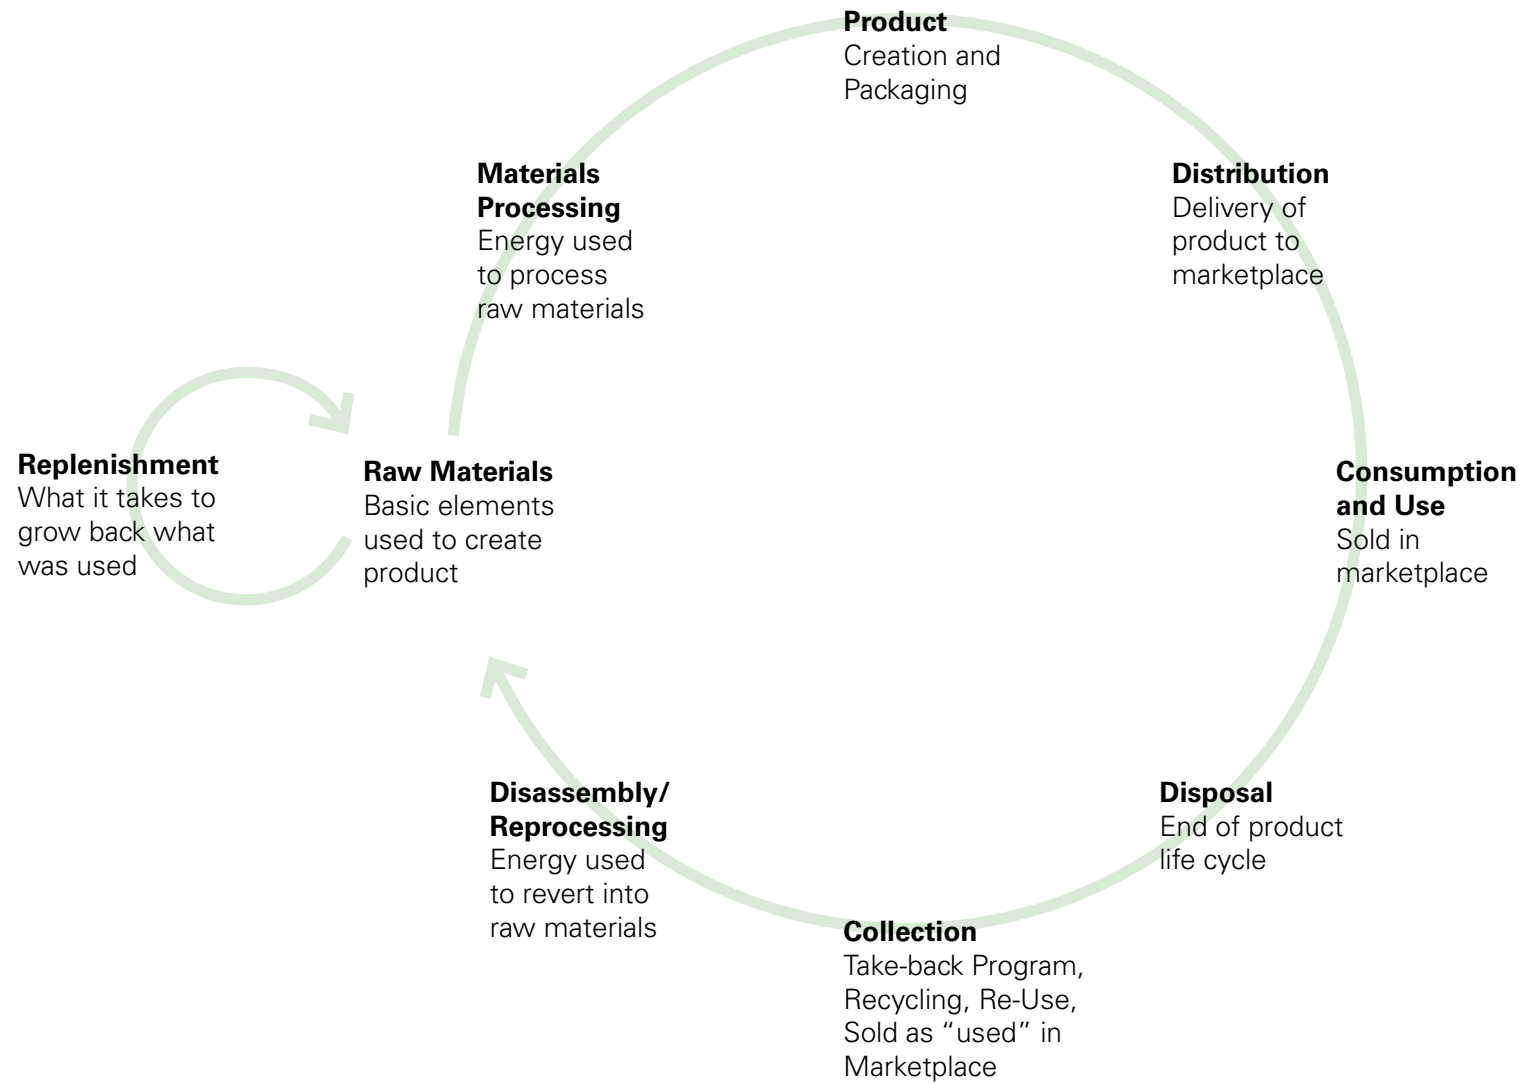 Product
Creation and
Packaging
Materials
Processing
Energy used
to process
raw materials
Distribution
Delivery of
product to
marketplace
Replenishment
What it takes to
grow back what
was used
Raw Materials
Basic elements
used to create
product
Consumption
and Use
Sold in
marketplace
Disassembly/
Reprocessing
Energy used
to revert into
raw materials
Disposal
End of product
life cycle
Collection
Take-back Program,
Recycling, Re-Use,
Sold as “used” in
Marketplace